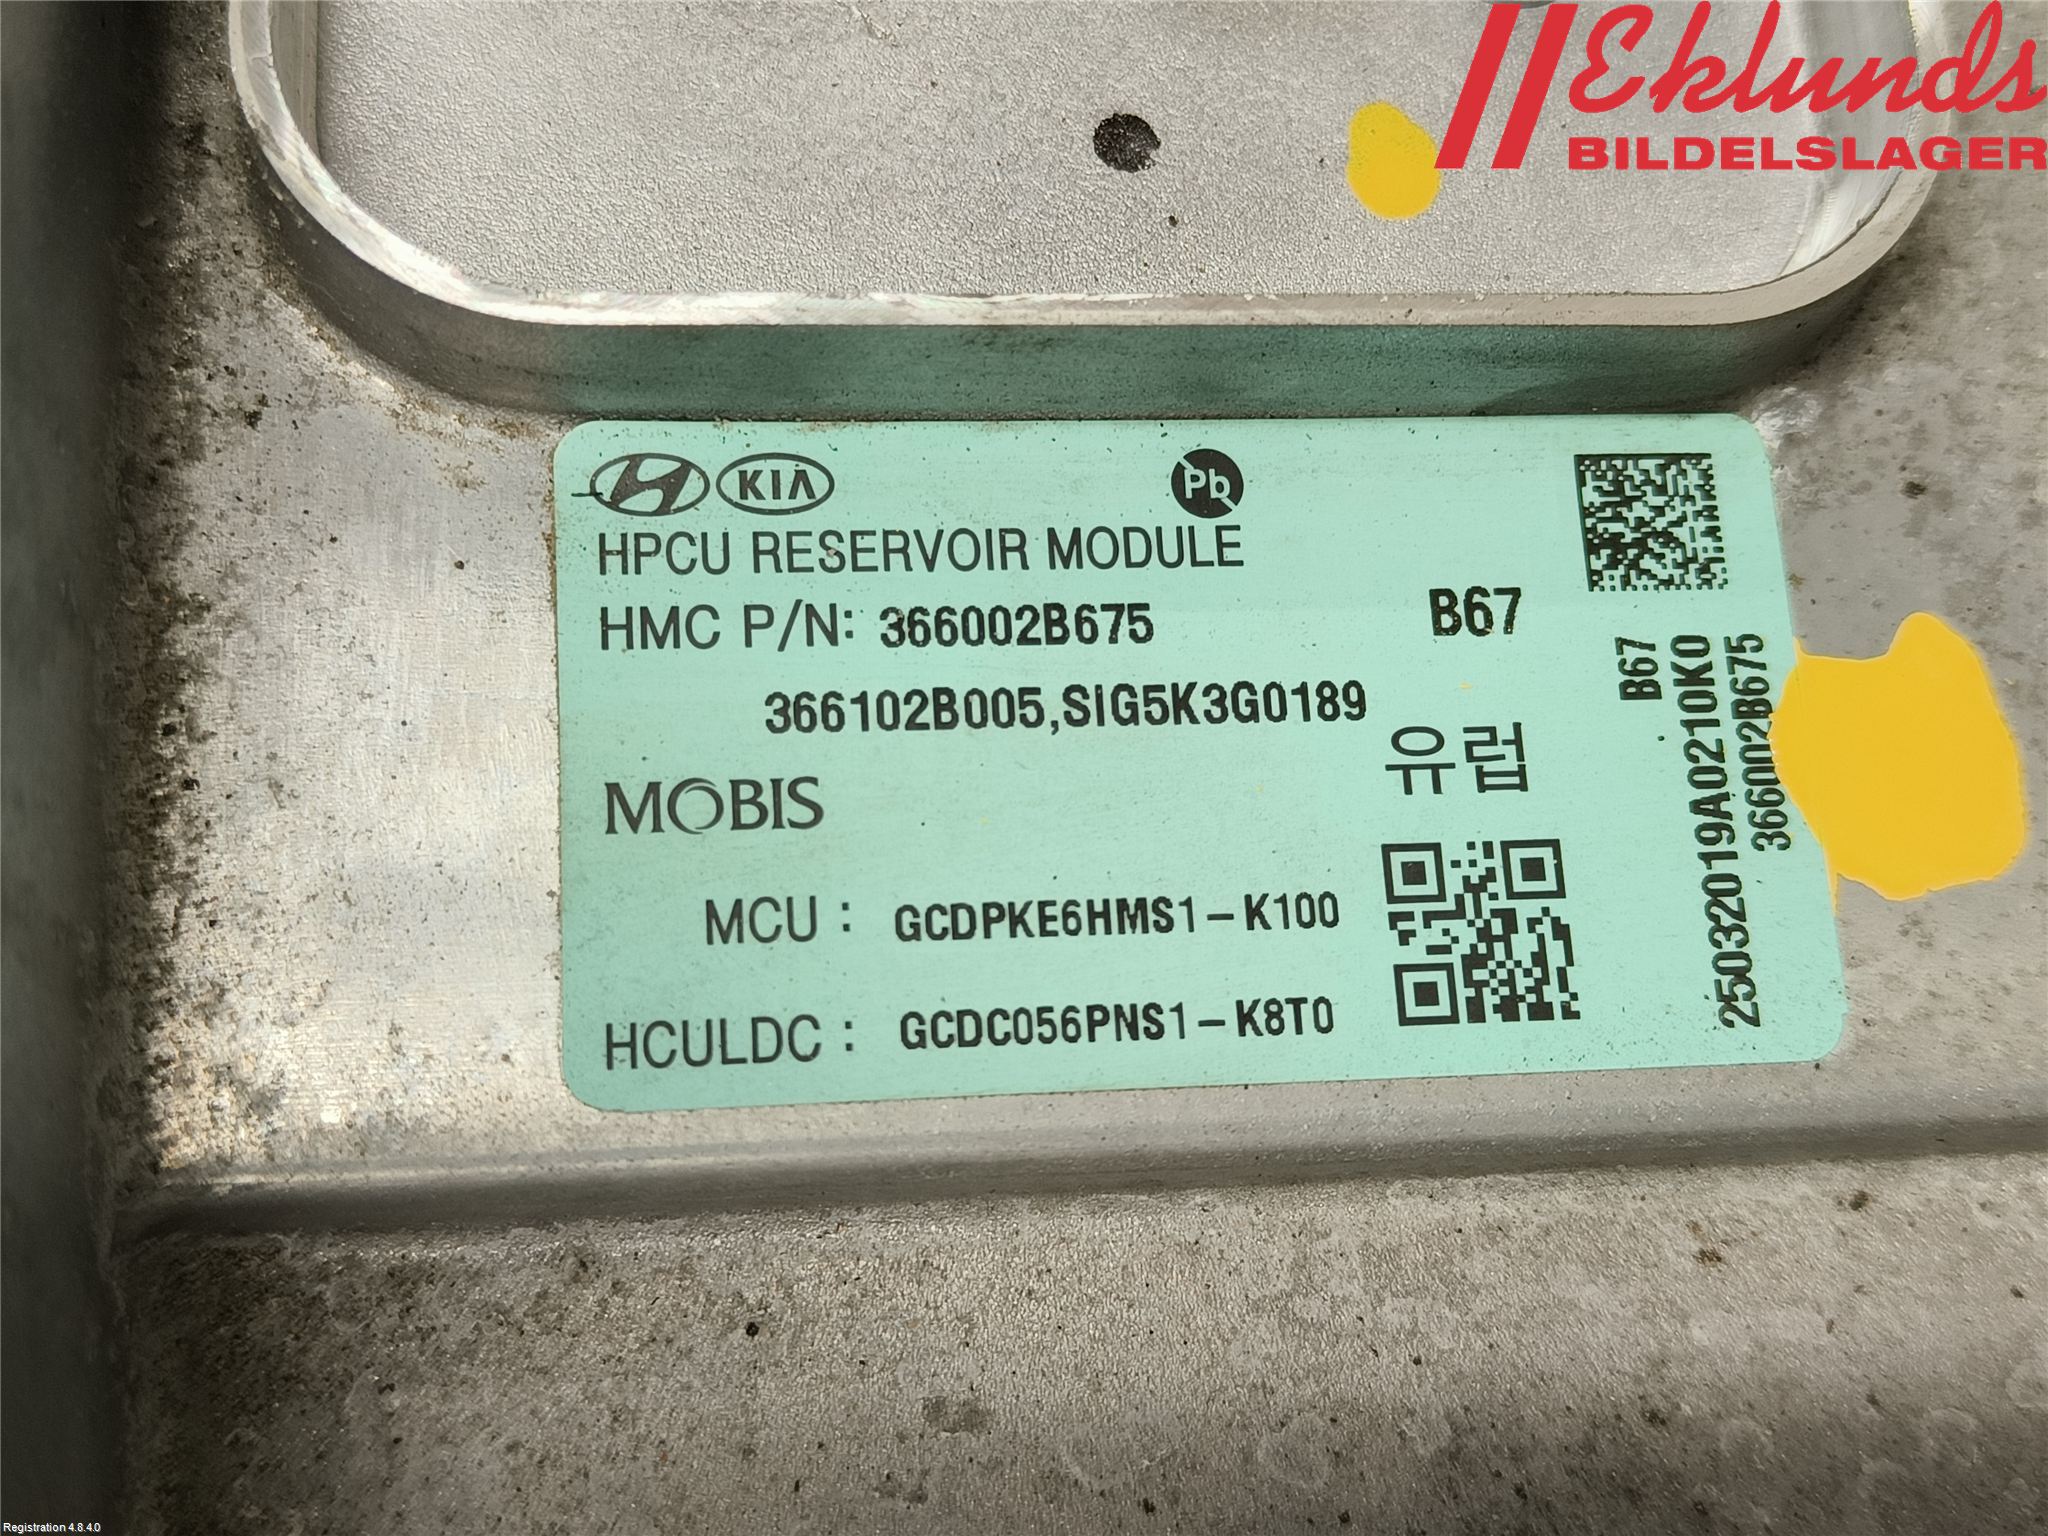 Eklunds
BILDELSLAGER
KIA
Pb
HPCU RESERVOIR MODULE
HMC P/N: 366002B675
B67
366102B005,SIG5K3G0189
유럽
MOBIS
MCU : GCDPKE6HMS1-K100
HCULDC : GCDC056PNS1-K8T0
B67
25032019A0210K0
366002B675
Registration 4.8.4.0